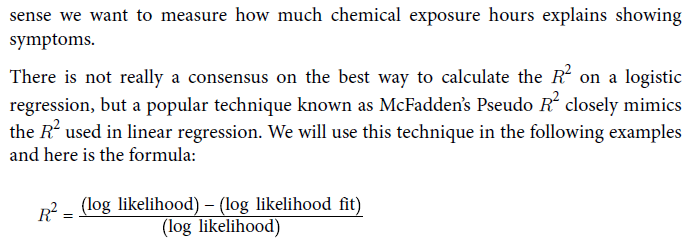 sense we want to measure how much chemical exposure hours explains showing
symptoms.
There is not really a consensus on the best way to calculate the R² on a logistic
regression, but a popular technique known as McFadden's Pseudo R² closely mimics
the R² used in linear regression. We will use this technique in the following examples
and here is the formula:
R² = (log likelihood) – (log likelihood fit)
(log likelihood)